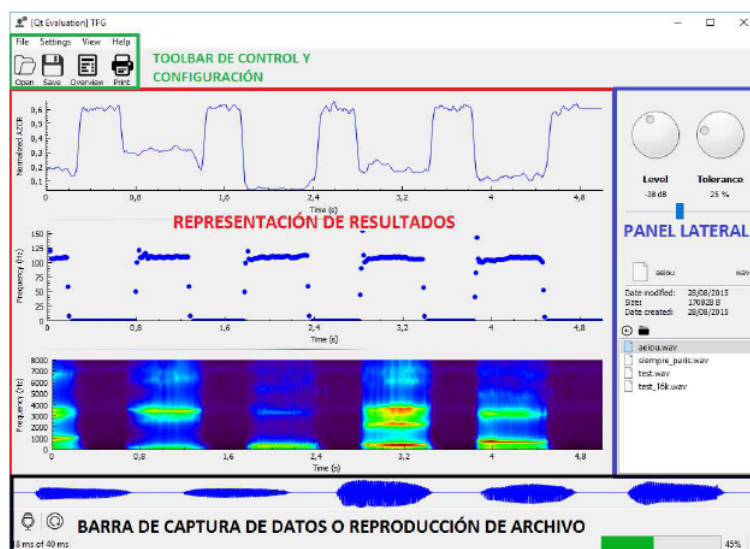 [Qt Evaluation] TFG
File Settings View Help
Open Save Overview Print
TOOLBAR DE CONTROL Y
CONFIGURACIÓN
Normalized AZCR
0,6
0,5
0,3
0,2
0,1
0 0,8 1,6 2,4 3,2 4 4,8
Time (s)
REPRESENTACIÓN DE RESULTADOS
Frequency (Hz)
150
125
100
75
50
25
0
0 0,8 1,6 2,4 3,2 4 4,8
Time (s)
Frequency (Hz)
8000
7000
6000
5000
4000
3000
2000
1000
0
0,8 1,6 2,4 3,2 4 4,8
Time (s)
Level Tolerance
-38 dB 25 %
PANEL LATERAL
aeiou wav
Date modified: 28/08/2015
Size: 170828 B
Date created: 28/08/2015
aeiou.wav
siempre_paris.wav
test.wav
test_16k.wav
BARRA DE CAPTURA DE DATOS O REPRODUCCIÓN DE ARCHIVO
8 ms of 40 ms
45%